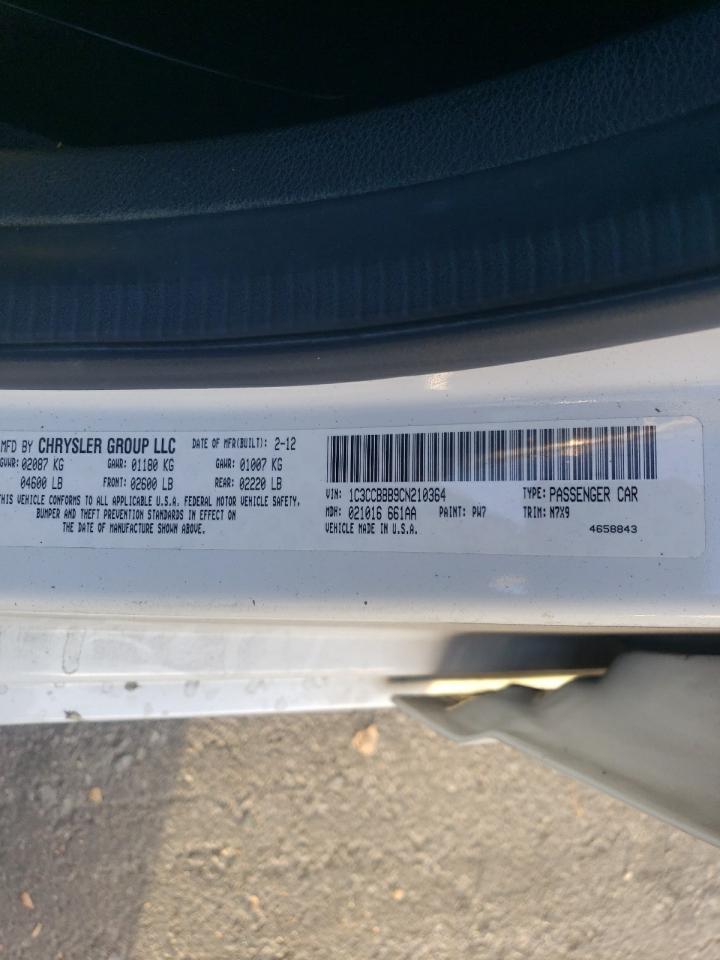 MFD BY CHRYSLER GROUP LLC DATE OF MFR(BUILT): 2-12
GVWR: 02087 KG GAWR: 01180 KG GAWR: 01007 KG
04600 LB FRONT: 02600 LB REAR: 02220 LB
THIS VEHICLE CONFORMS TO ALL APPLICABLE U.S.A. FEDERAL MOTOR VEHICLE SAFETY,
BUMPER AND THEFT PREVENTION STANDARDS IN EFFECT ON
THE DATE OF MANUFACTURE SHOWN ABOVE.
VIN: 1C3CCBBB9CN210364 TYPE: PASSENGER CAR
MDH: 021016 661AA PAINT: PW7 TRIM: N7X9
VEHICLE MADE IN U.S.A. 4658843